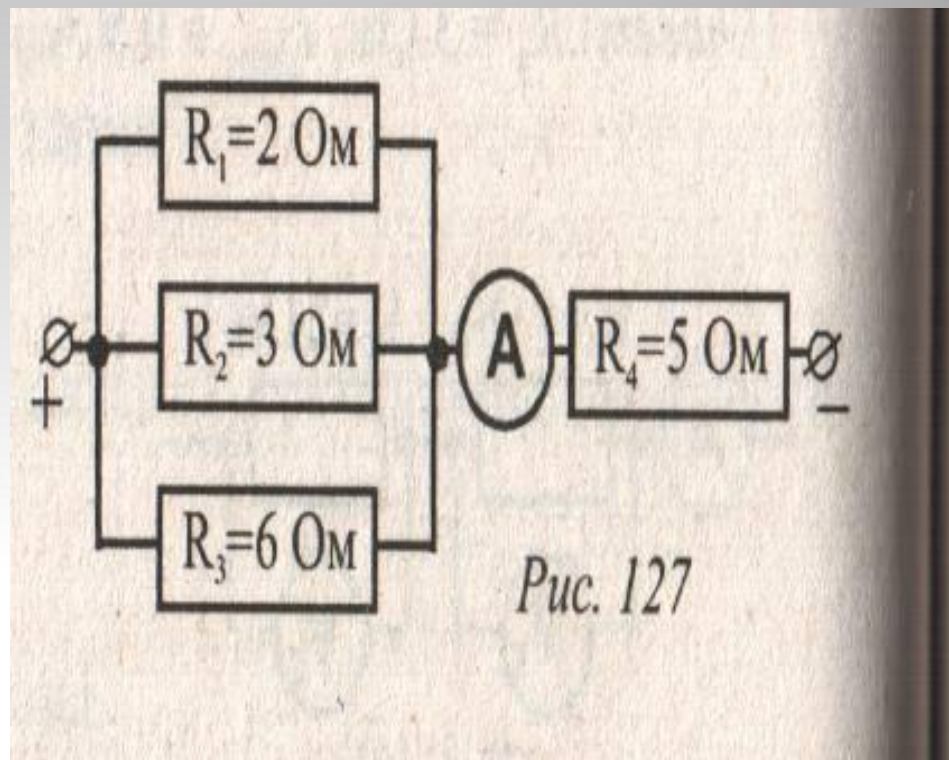 R₁=2 Ом
R₂=3 Ом
A
R₄=5 Ом
+
−
R₃=6 Ом
Рис. 127